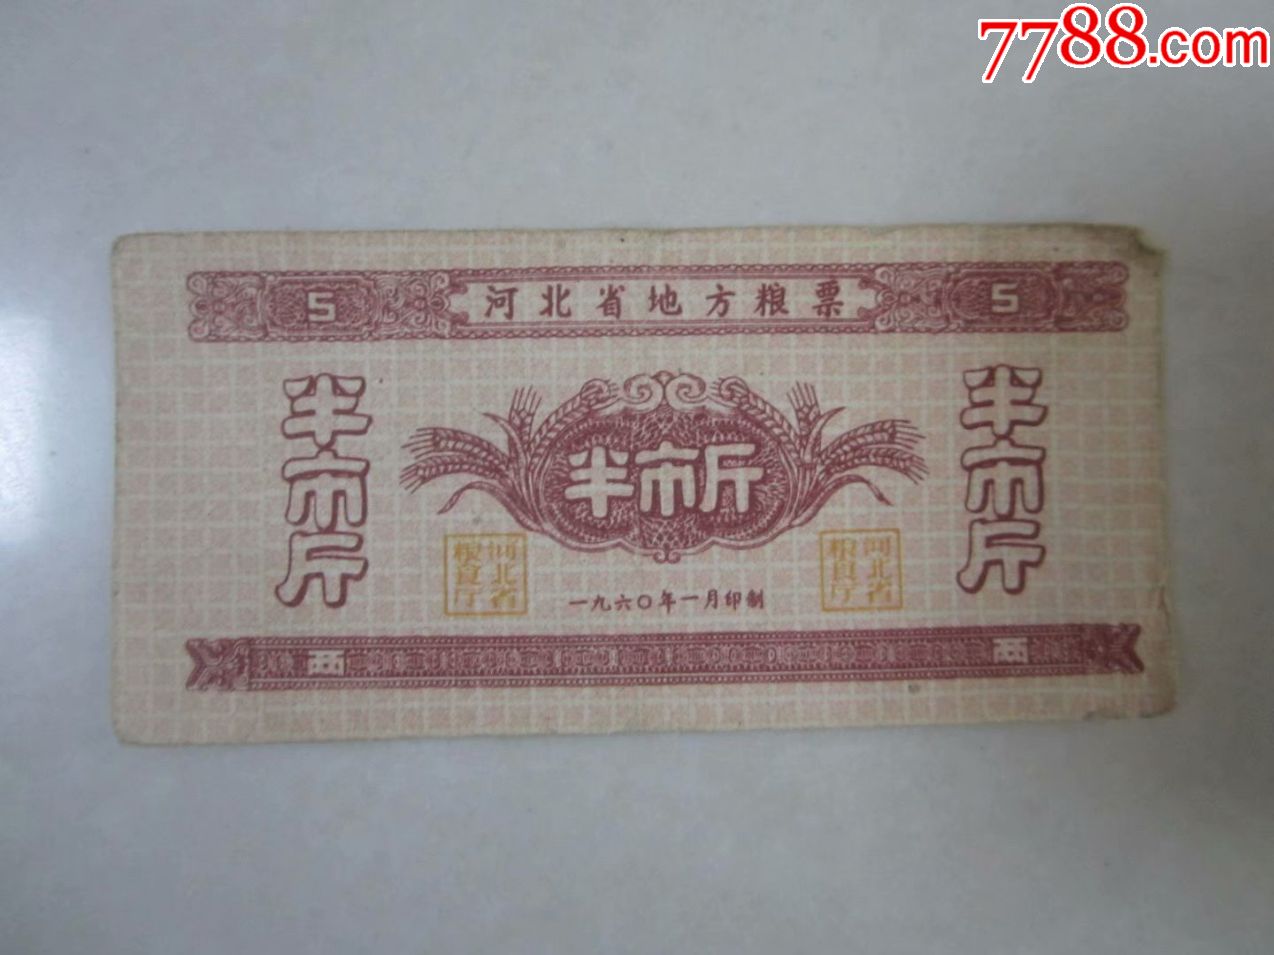 7788.com
5 河北省地方粮票 5
半市斤
半市斤
半市斤
河北省
粮食厅
河北省
粮食厅
一九六〇年一月印制
两 两